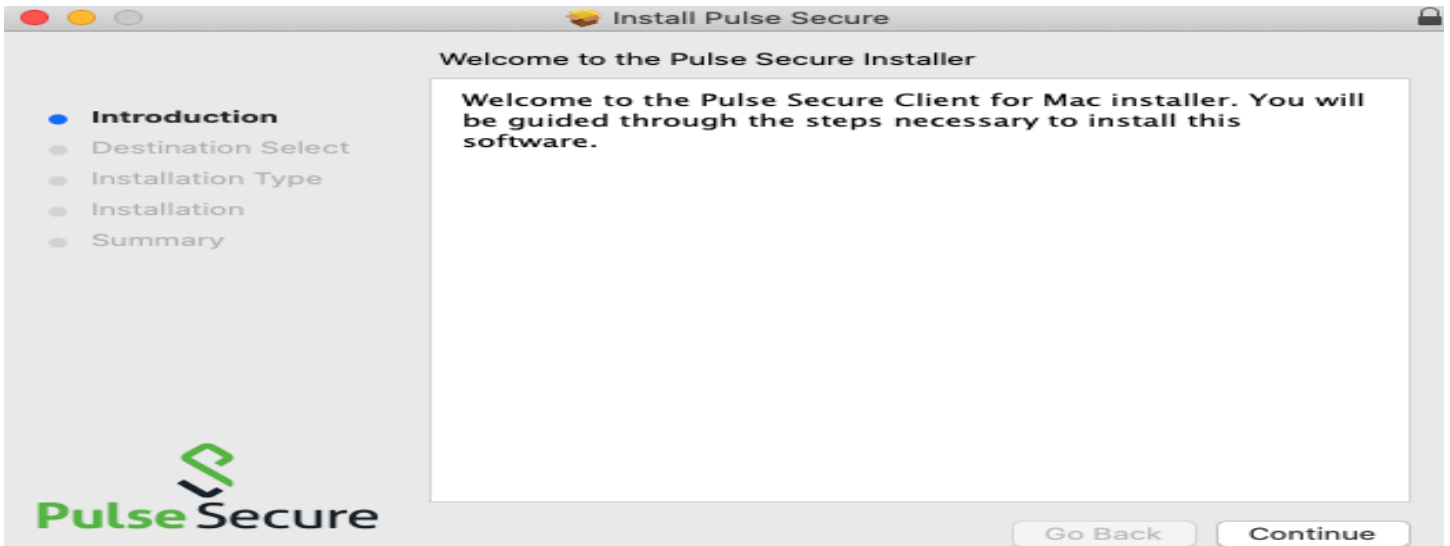 Install Pulse Secure
Welcome to the Pulse Secure Installer
Introduction
Destination Select
Installation Type
Installation
Summary
Welcome to the Pulse Secure Client for Mac installer. You will
be guided through the steps necessary to install this
software.
Pulse Secure
Go Back
Continue